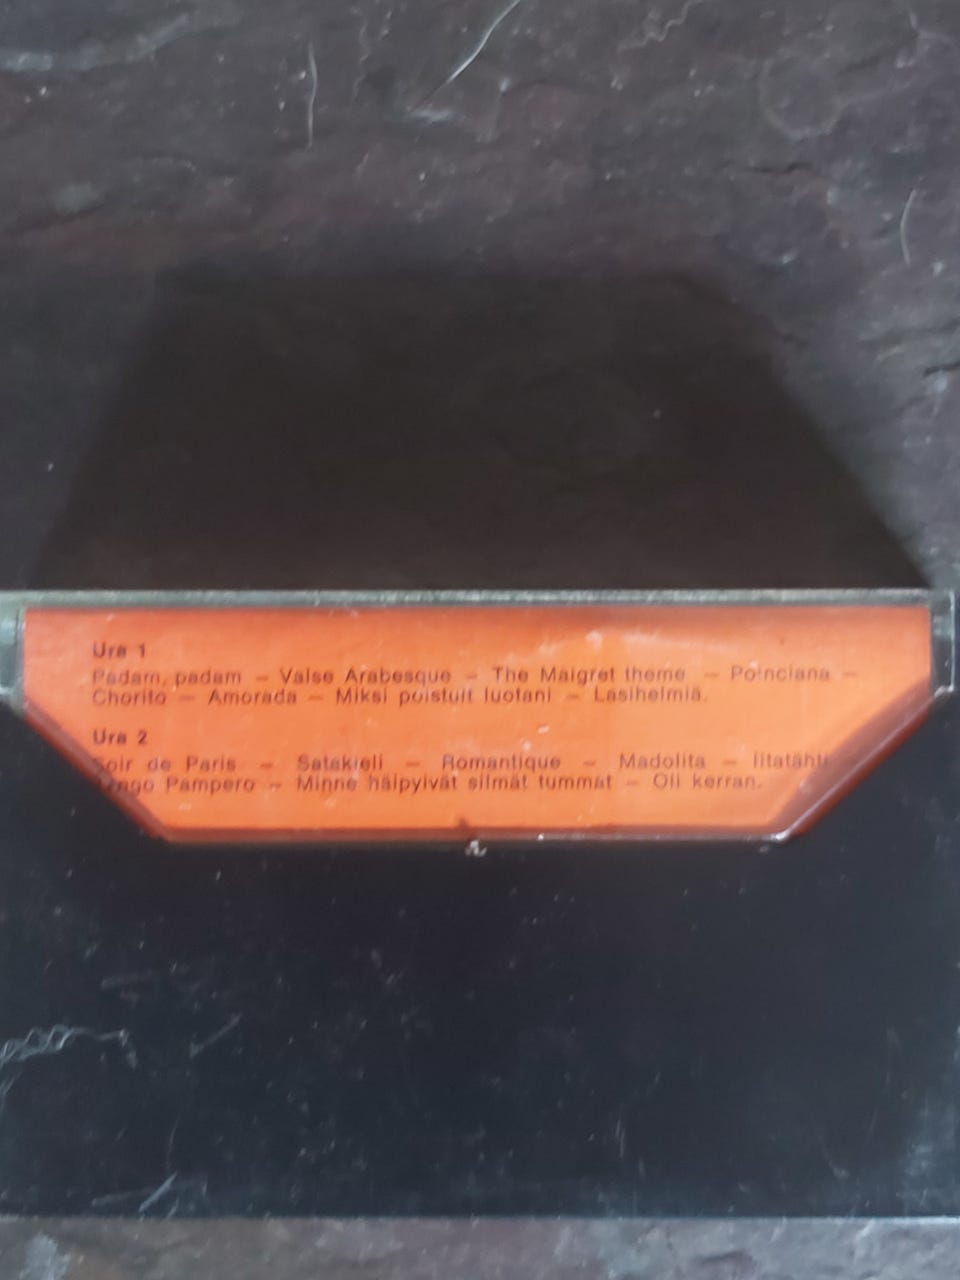 Ura 1
Padam, padam — Valse Arabesque — The Maigret theme — Poinciana —
Chorito — Amorada — Miksi poistuit luotani — Lasihelmiä.
Ura 2
Soir de Paris — Satakieli — Romantique — Madolita — Iltatähti
Tango Pampero — Minne häipyivät silmät tummat — Oli kerran.